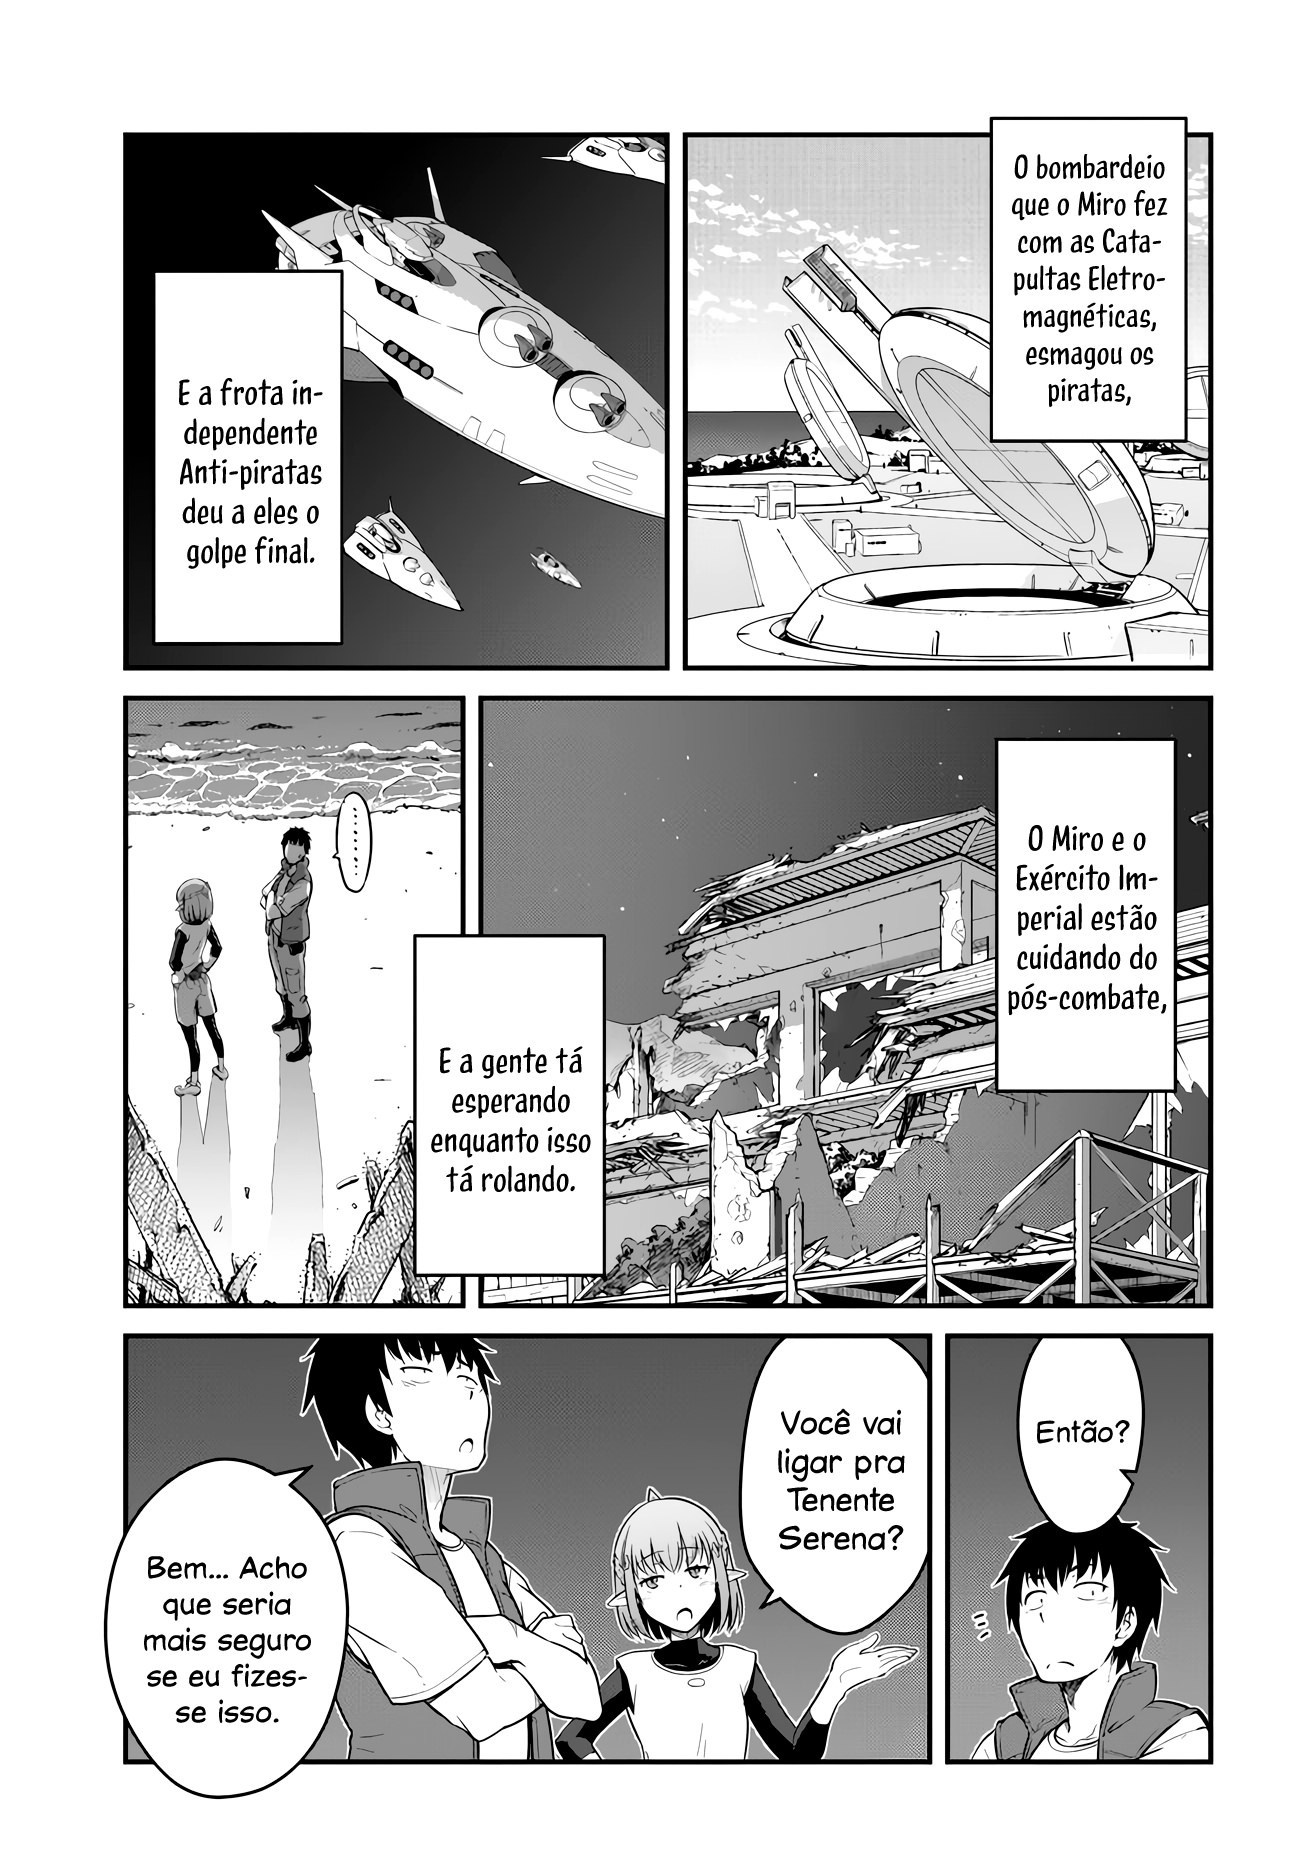 O bombardeio
que o Miro fez
com as Cata-
pultas Eletro-
magnéticas,
esmagou os
piratas,
E a frota in-
dependente
Anti-piratas
deu a eles o
golpe final.
O Miro e o
Exército Im-
perial estão
cuidando do
pós-combate,
E a gente tá
esperando
enquanto isso
tá rolando.
.......
Então?
Você vai
ligar pra
Tenente
Serena?
Bem... Acho
que seria
mais seguro
se eu fizes-
se isso.